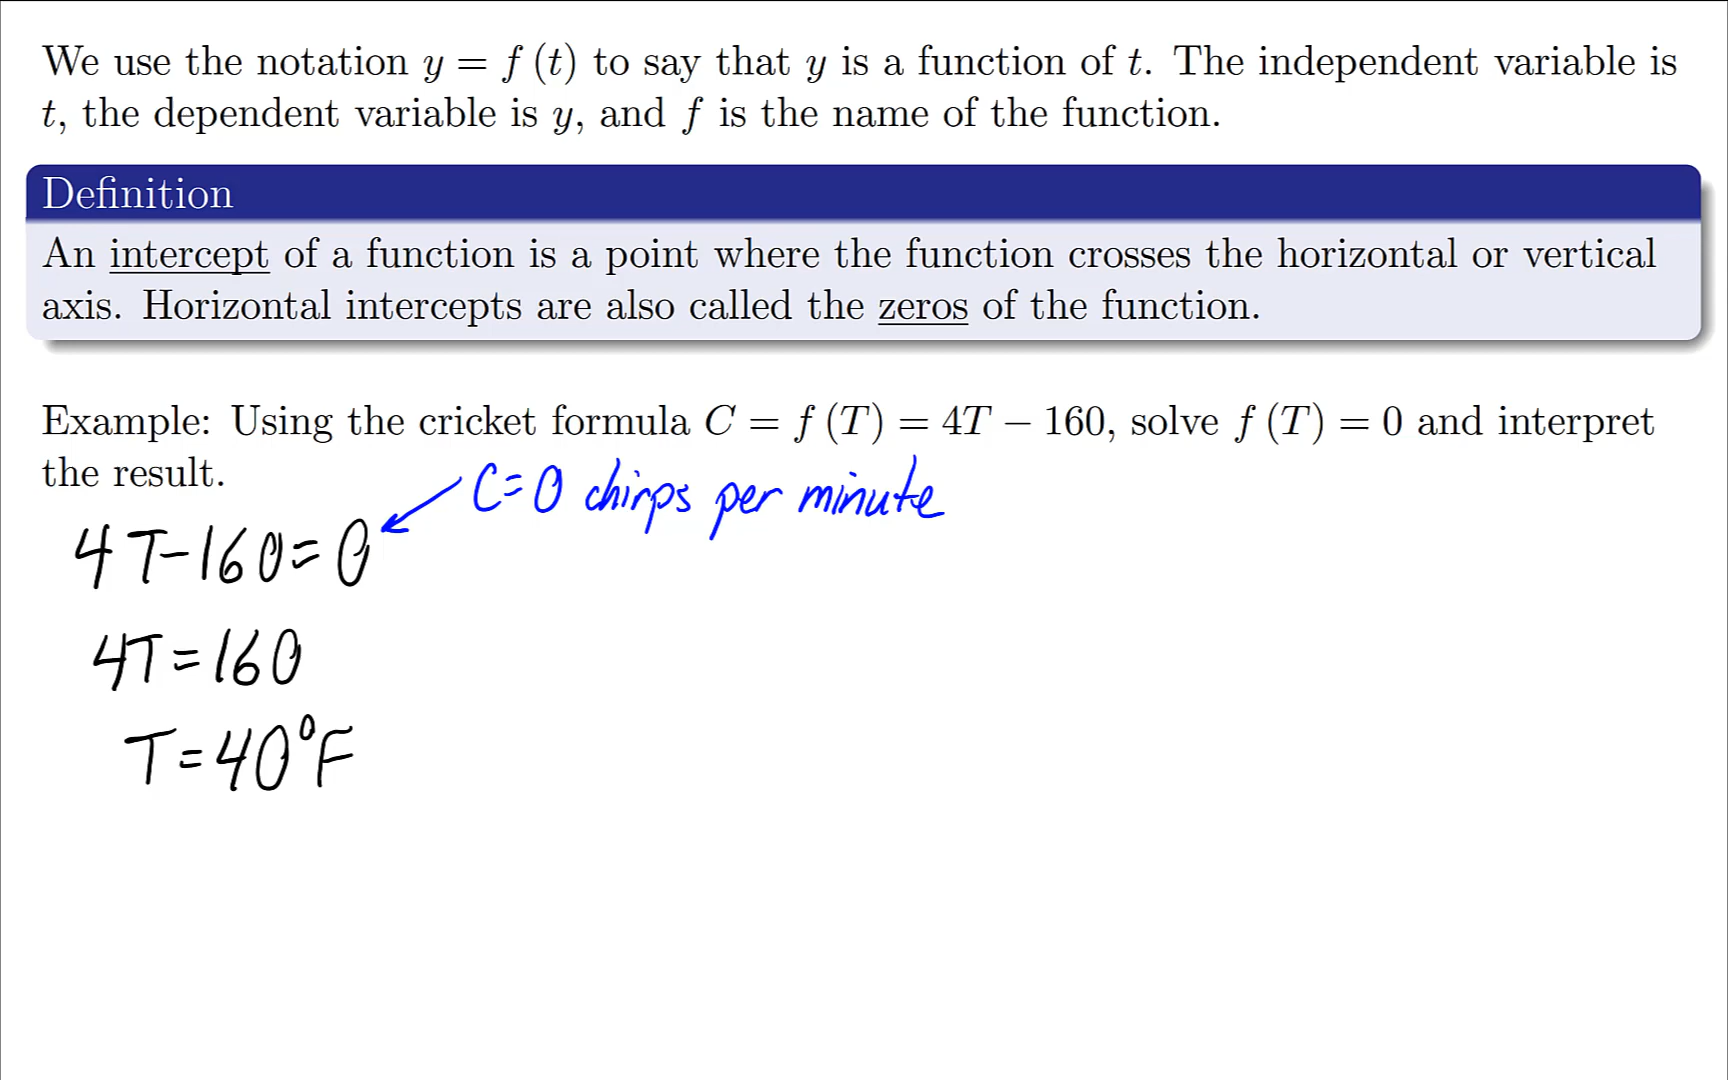 We use the notation y = f (t) to say that y is a function of t. The independent variable is
t, the dependent variable is y, and f is the name of the function.
Definition
An intercept of a function is a point where the function crosses the horizontal or vertical
axis. Horizontal intercepts are also called the zeros of the function.
Example: Using the cricket formula C = f (T) = 4T − 160, solve f (T) = 0 and interpret
the result.
C=0 chirps per minute
4T-160=0
4T=160
T=40°F